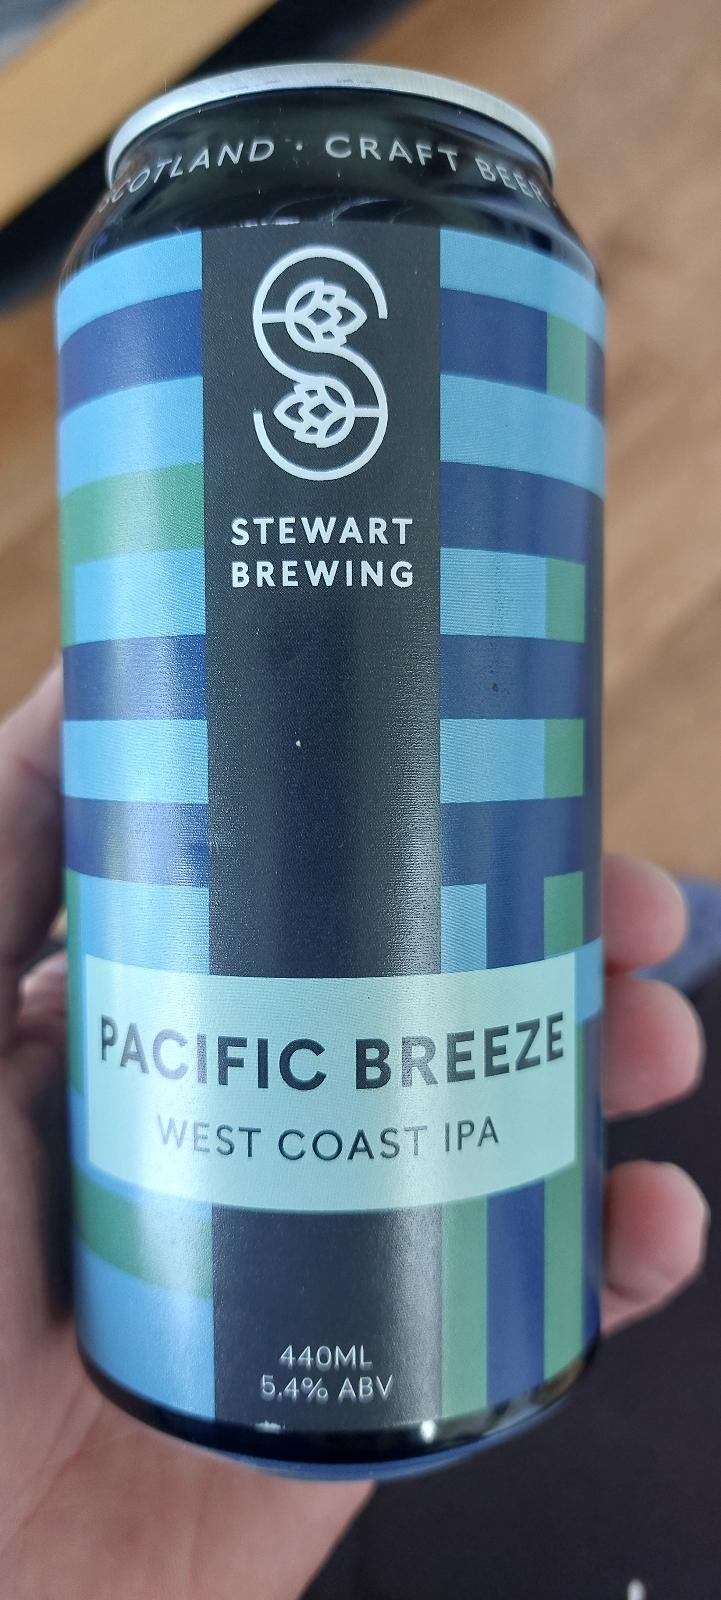 SCOTLAND · CRAFT BEER ·
STEWART
BREWING
PACIFIC BREEZE
WEST COAST IPA
440ML
5.4% ABV